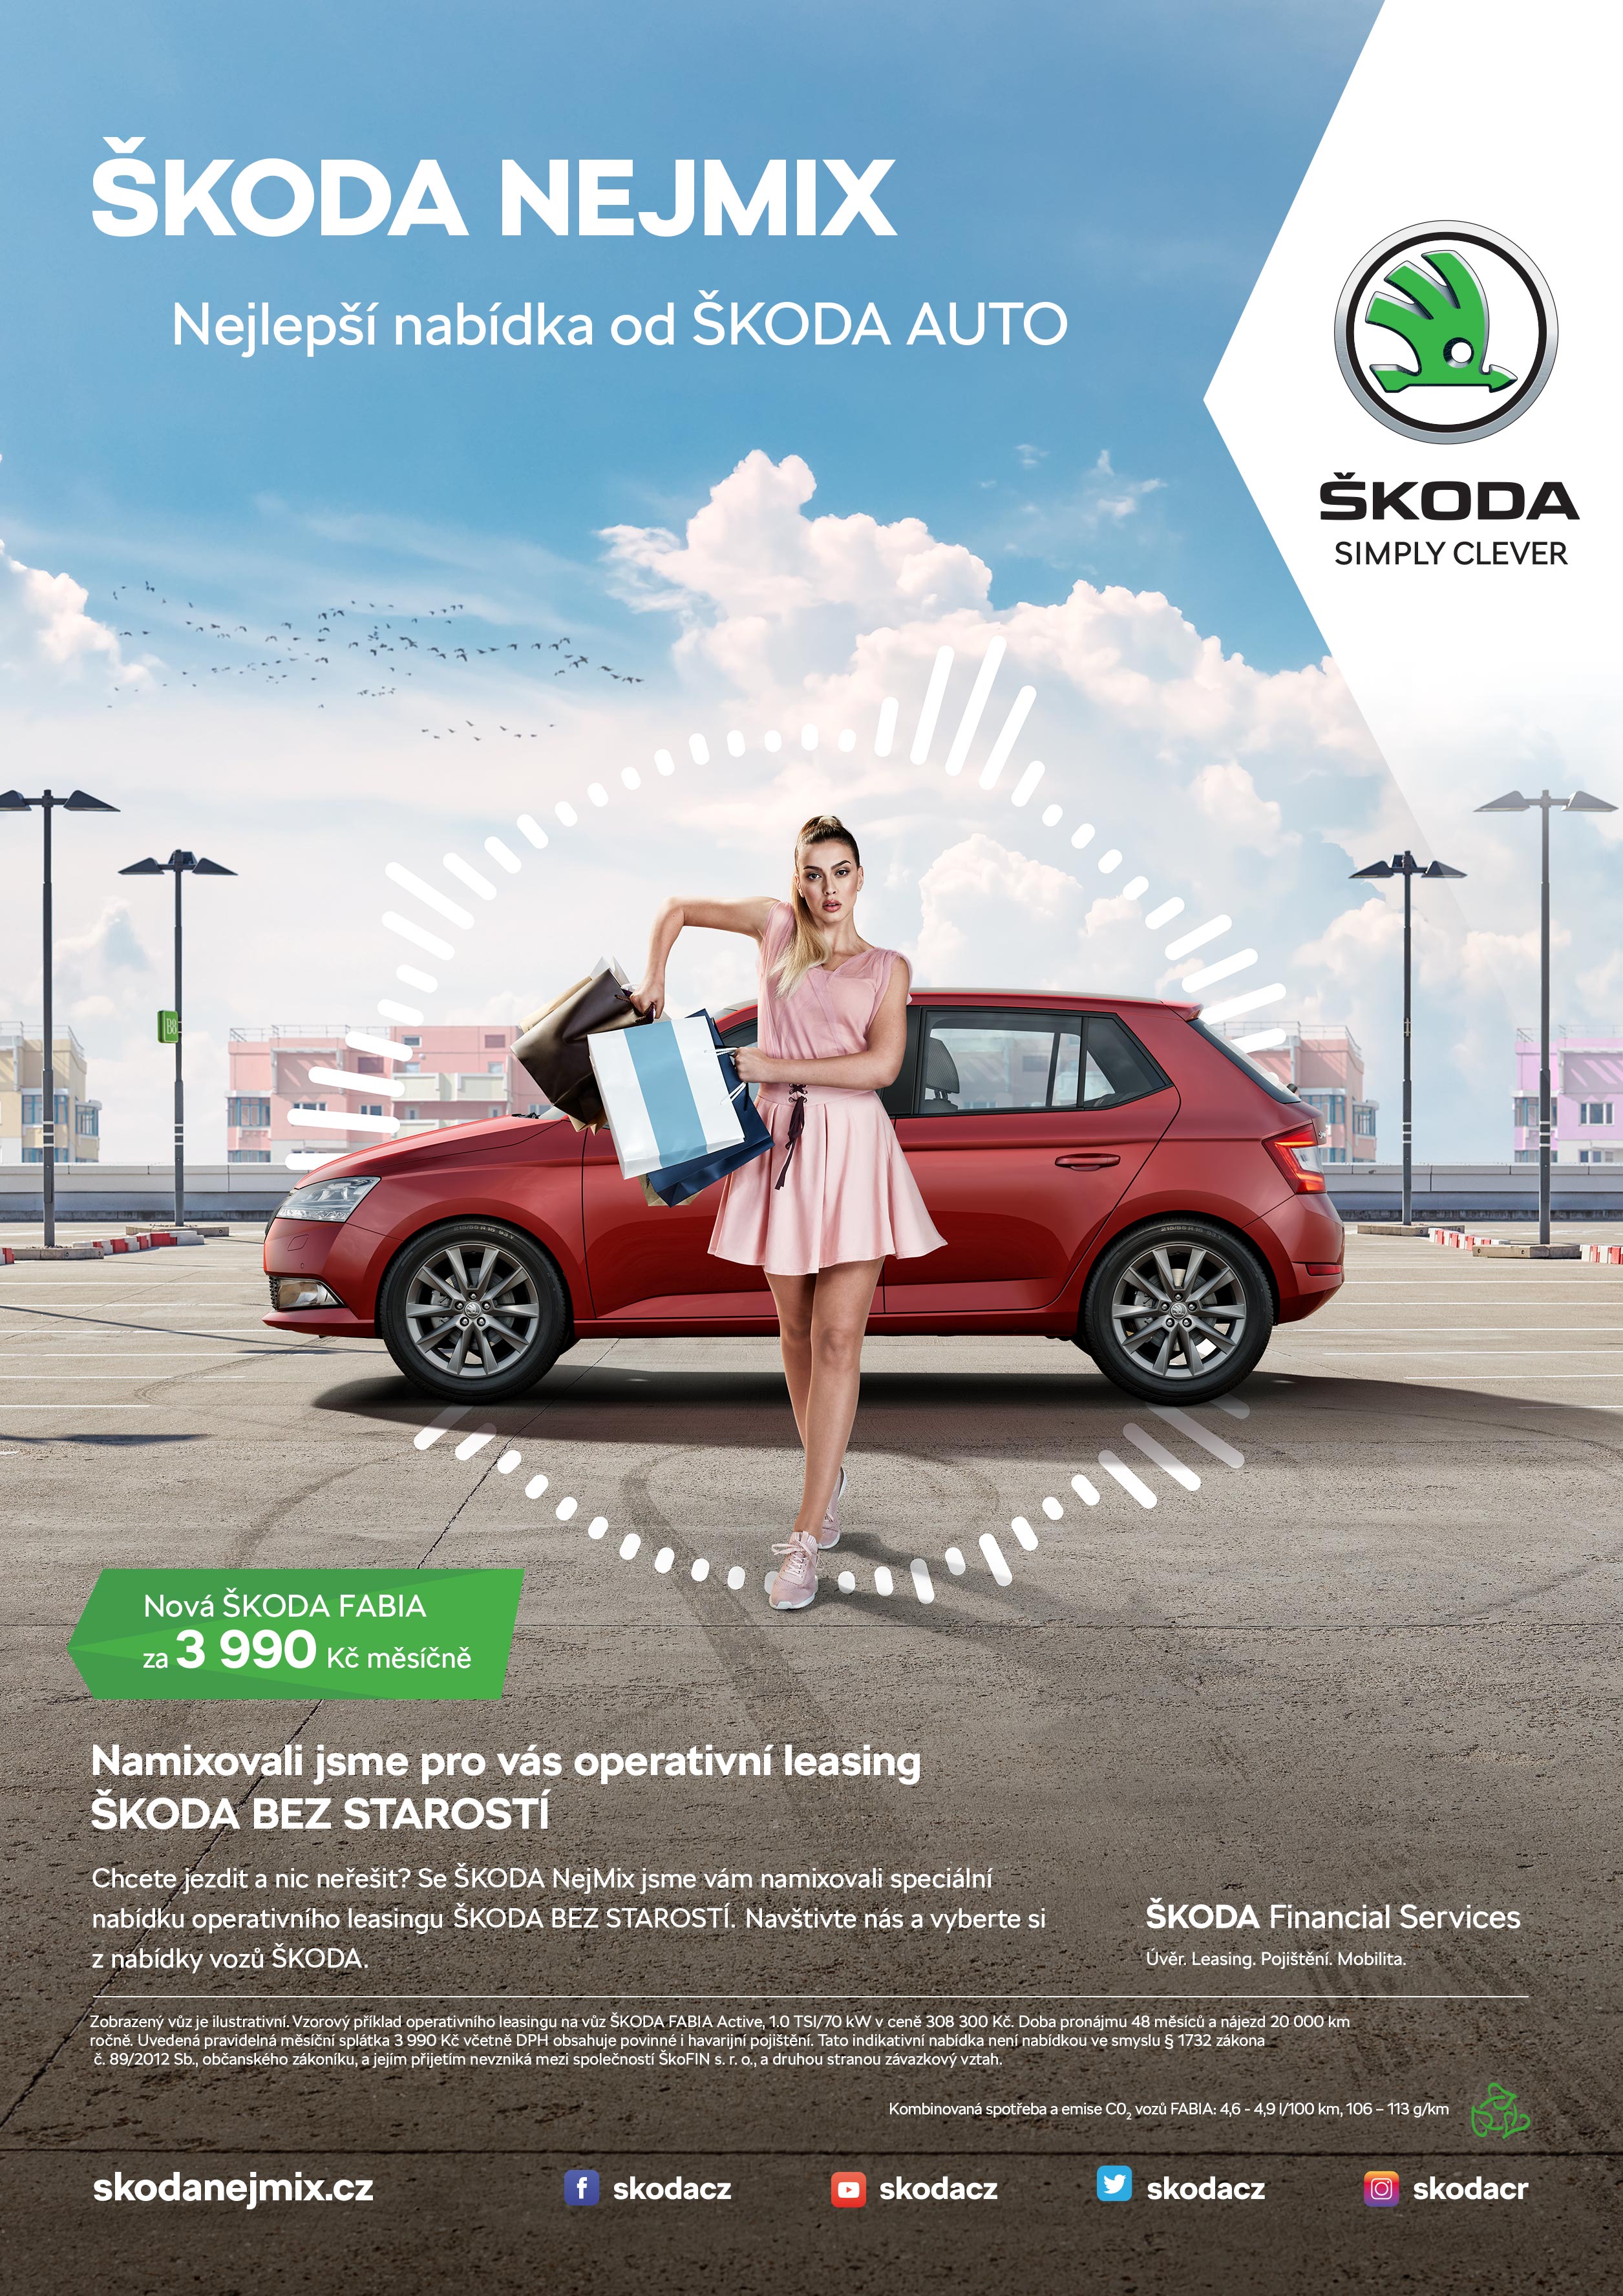 ŠKODA NEJMIX
Nejlepší nabídka od ŠKODA AUTO
ŠKODA
SIMPLY CLEVER
B8
Nová ŠKODA FABIA
za 3 990 Kč měsíčně
Namixovali jsme pro vás operativní leasing
ŠKODA BEZ STAROSTÍ
Chcete jezdit a nic neřešit? Se ŠKODA NejMix jsme vám namixovali speciální
nabídku operativního leasingu ŠKODA BEZ STAROSTÍ. Navštivte nás a vyberte si
z nabídky vozů ŠKODA.
ŠKODA Financial Services
Úvěr. Leasing. Pojištění. Mobilita.
Zobrazený vůz je ilustrativní. Vzorový příklad operativního leasingu na vůz ŠKODA FABIA Active, 1.0 TSI/70 kW v ceně 308 300 Kč. Doba pronájmu 48 měsíců a nájezd 20 000 km
ročně. Uvedená pravidelná měsíční splátka 3 990 Kč včetně DPH obsahuje povinné i havarijní pojištění. Tato indikativní nabídka není nabídkou ve smyslu § 1732 zákona
č. 89/2012 Sb., občanského zákoníku, a jejím přijetím nevzniká mezi společností ŠkoFIN s. r. o., a druhou stranou závazkový vztah.
Kombinovaná spotřeba a emise CO₂ vozů FABIA: 4,6 - 4,9 l/100 km, 106 – 113 g/km
skodanejmix.cz
skodacz
skodacz
skodacz
skodacr